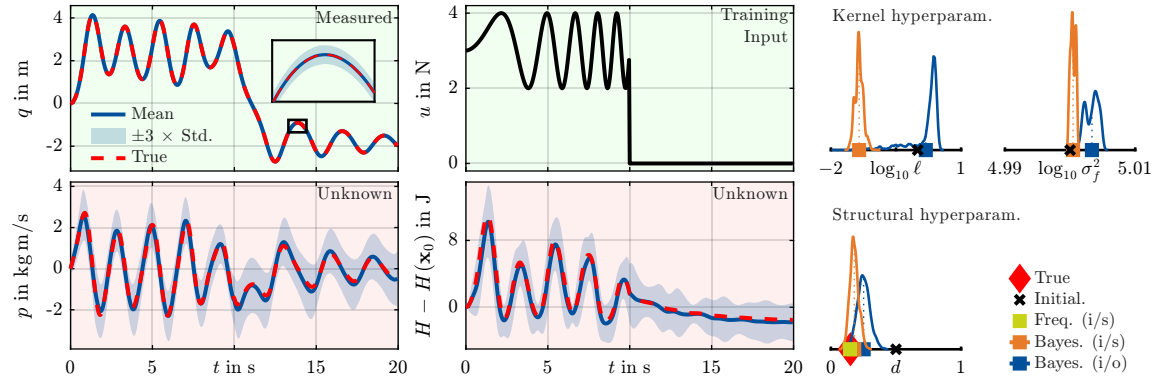 Measured
4
2
0
-2
q in m
Mean
±3 × Std.
True
Training
Input
4
2
0
u in N
Kernel hyperparam.
−2
log₁₀ ℓ
1
4.99
log₁₀ σ²_f
5.01
Unknown
4
2
0
-2
p in kg m/s
0
5
10
15
20
t in s
Unknown
8
0
H − H(x₀) in J
0
5
10
15
20
t in s
Structural hyperparam.
0
d
1
True
Initial.
Freq. (i/s)
Bayes. (i/s)
Bayes. (i/o)